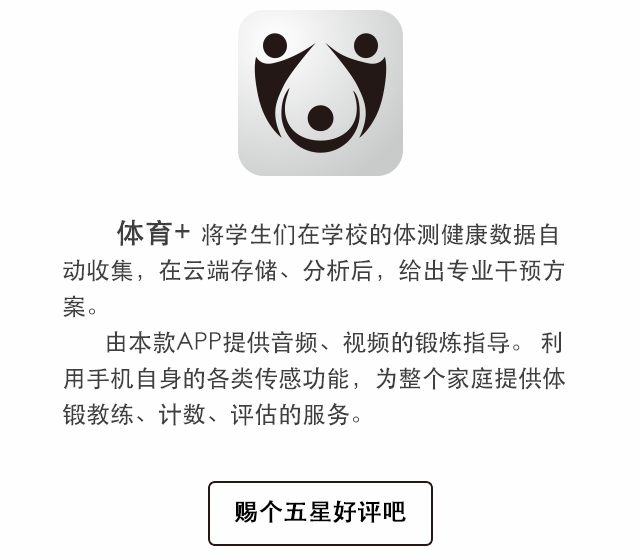 体育+ 将学生们在学校的体测健康数据自
动收集，在云端存储、分析后，给出专业干预方
案。
由本款APP提供音频、视频的锻炼指导。 利
用手机自身的各类传感功能，为整个家庭提供体
锻教练、计数、评估的服务。
赐个五星好评吧